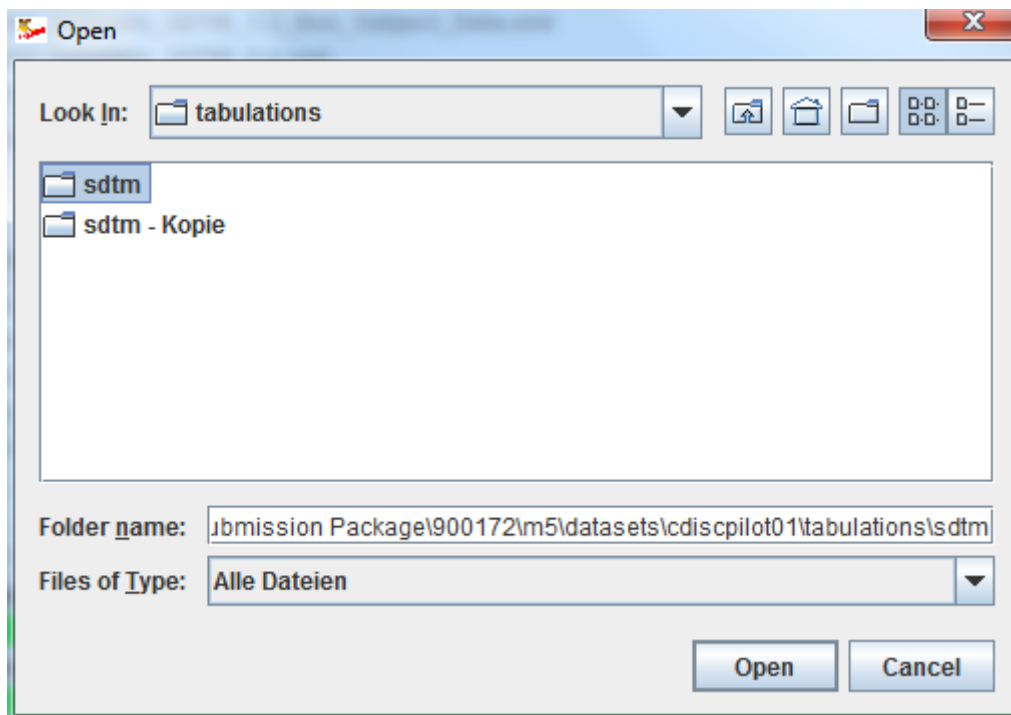 Open
Look In: tabulations
sdtm
sdtm - Kopie
Folder name: ubmission Package\900172\m5\datasets\cdiscpilot01\tabulations\sdtm
Files of Type: Alle Dateien
Open Cancel